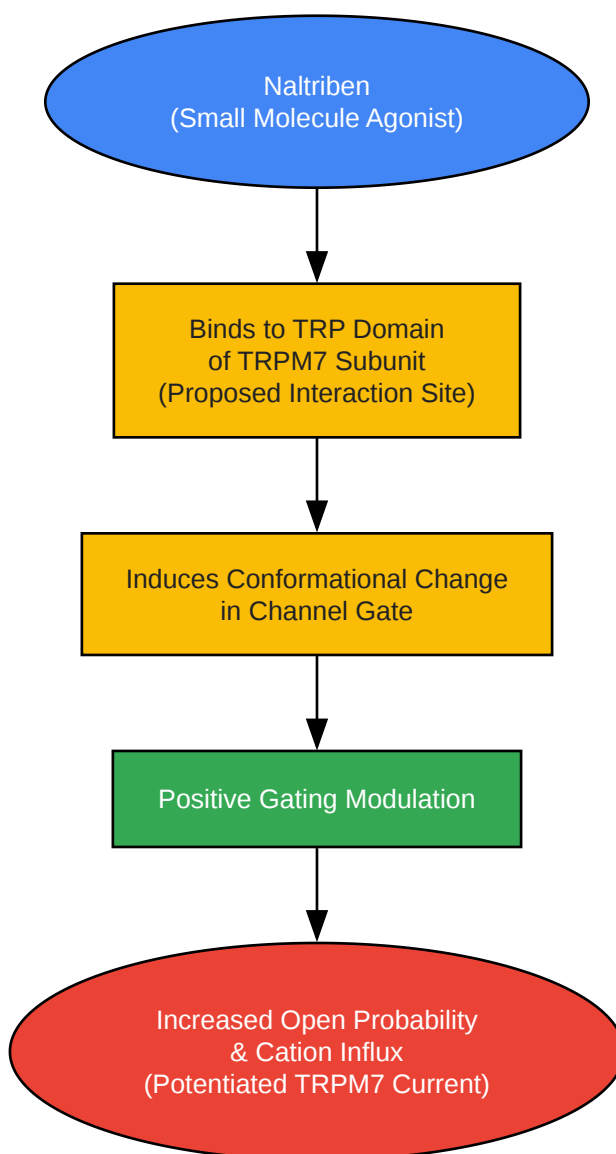 Naltriben
(Small Molecule Agonist)
Binds to TRP Domain
of TRPM7 Subunit
(Proposed Interaction Site)
Induces Conformational Change
in Channel Gate
Positive Gating Modulation
Increased Open Probability
& Cation Influx
(Potentiated TRPM7 Current)